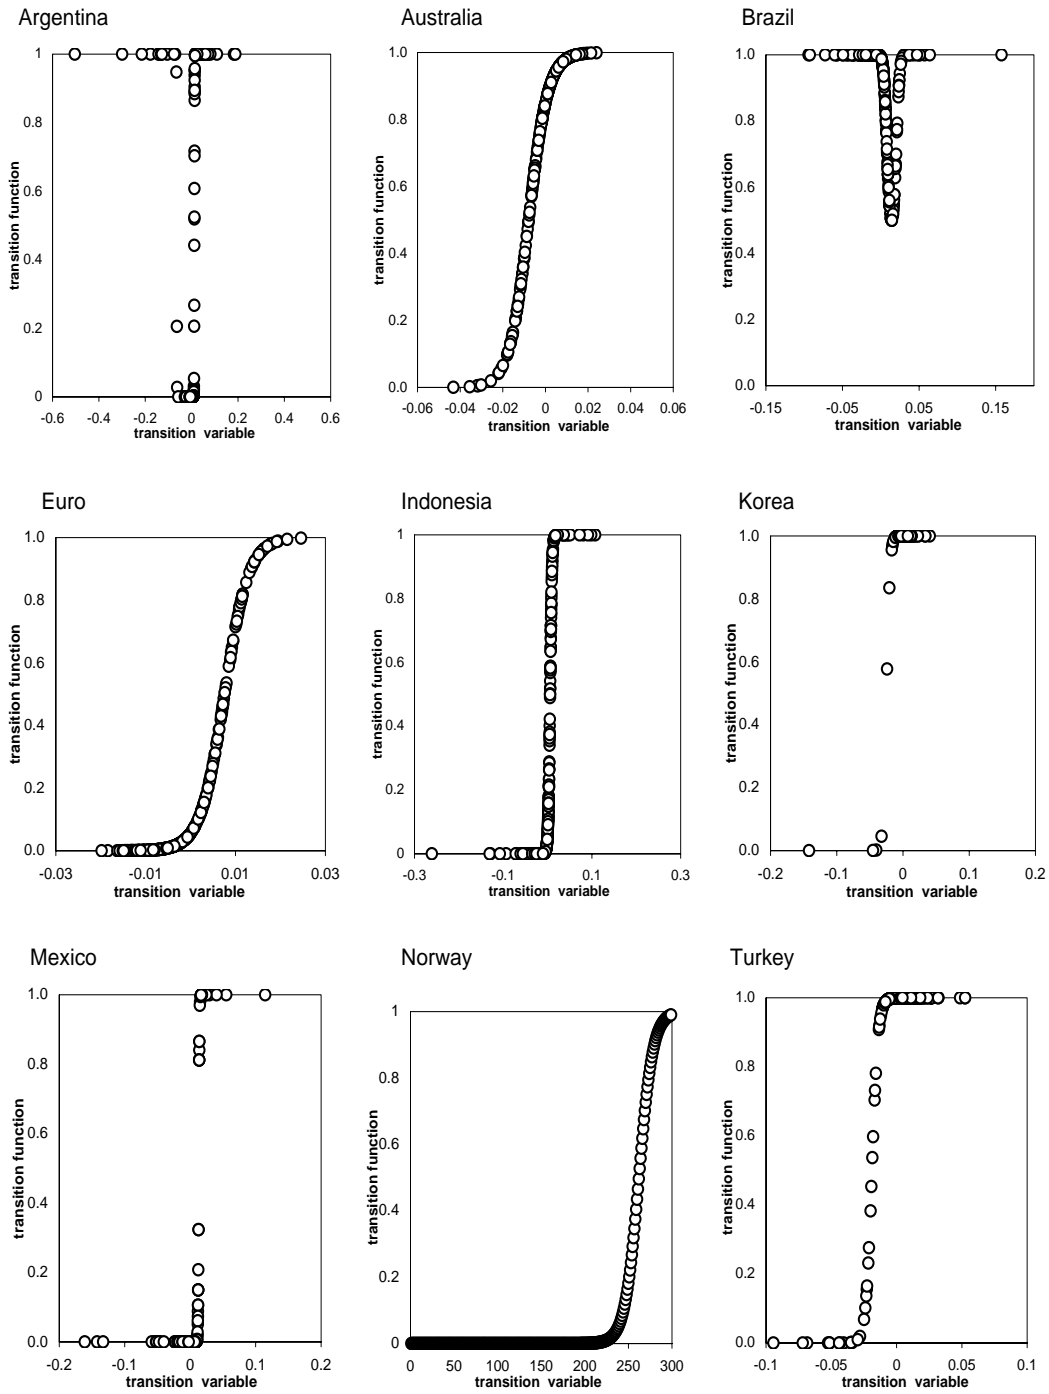 Argentina
1
0.8
0.6
0.4
0.2
0
-0.6 -0.4 -0.2 0 0.2 0.4 0.6
transition variable
transition function
Australia
1.0
0.8
0.6
0.4
0.2
0.0
-0.06 -0.04 -0.02 0 0.02 0.04 0.06
transition variable
transition function
Brazil
1.0
0.8
0.6
0.4
0.2
0.0
-0.15 -0.05 0.05 0.15
transition variable
transition function
Euro
1.0
0.8
0.6
0.4
0.2
0.0
-0.03 -0.01 0.01 0.03
transition variable
transition function
Indonesia
1
0.8
0.6
0.4
0.2
0
-0.3 -0.1 0.1 0.3
transition variable
transition function
Korea
1.0
0.8
0.6
0.4
0.2
0.0
-0.2 -0.1 0 0.1 0.2
transition variable
transition function
Mexico
1.0
0.8
0.6
0.4
0.2
0.0
-0.2 -0.1 0 0.1 0.2
transition variable
transition function
Norway
1
0.8
0.6
0.4
0.2
0
0 50 100 150 200 250 300
transition variable
transition function
Turkey
1.0
0.8
0.6
0.4
0.2
0.0
-0.1 -0.05 0 0.05 0.1
transition variable
transition function